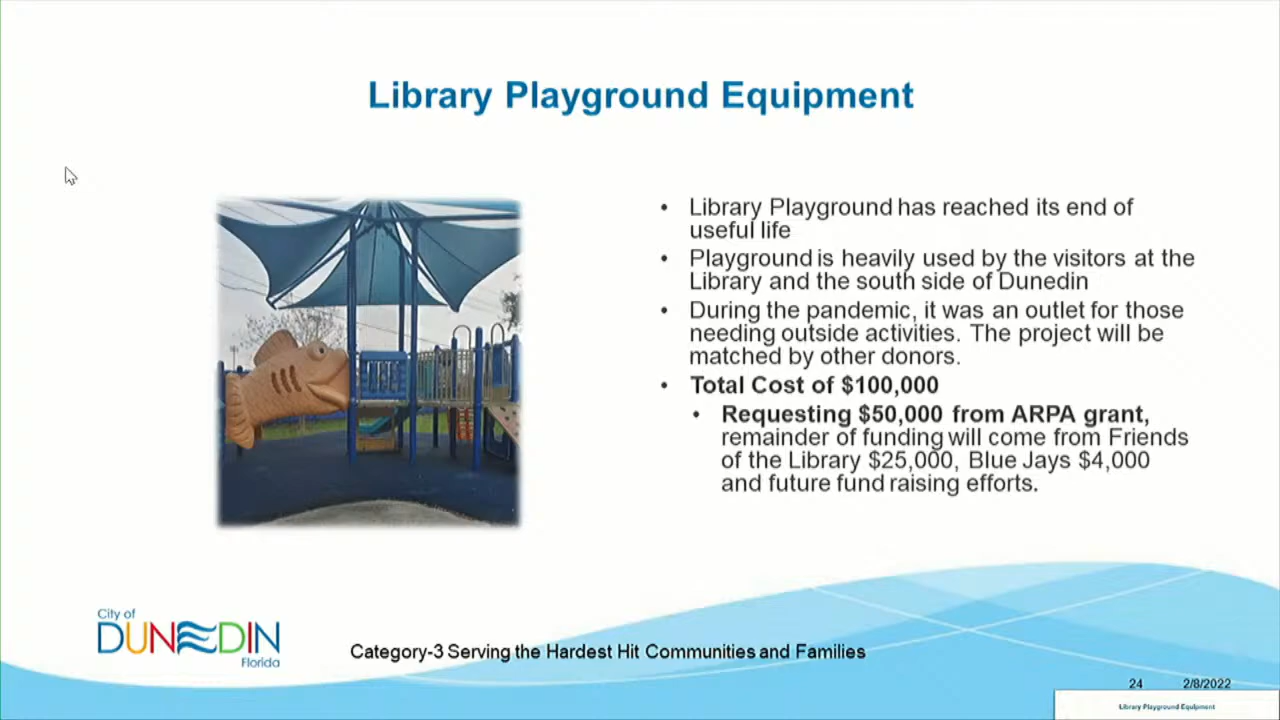 Library Playground Equipment
• Library Playground has reached its end of
useful life
• Playground is heavily used by the visitors at the
Library and the south side of Dunedin
• During the pandemic, it was an outlet for those
needing outside activities. The project will be
matched by other donors.
• Total Cost of $100,000
• Requesting $50,000 from ARPA grant,
remainder of funding will come from Friends
of the Library $25,000, Blue Jays $4,000
and future fund raising efforts.
City of
DUNEDIN
Florida
Category-3 Serving the Hardest Hit Communities and Families
24 2/8/2022
Library Playground Equipment